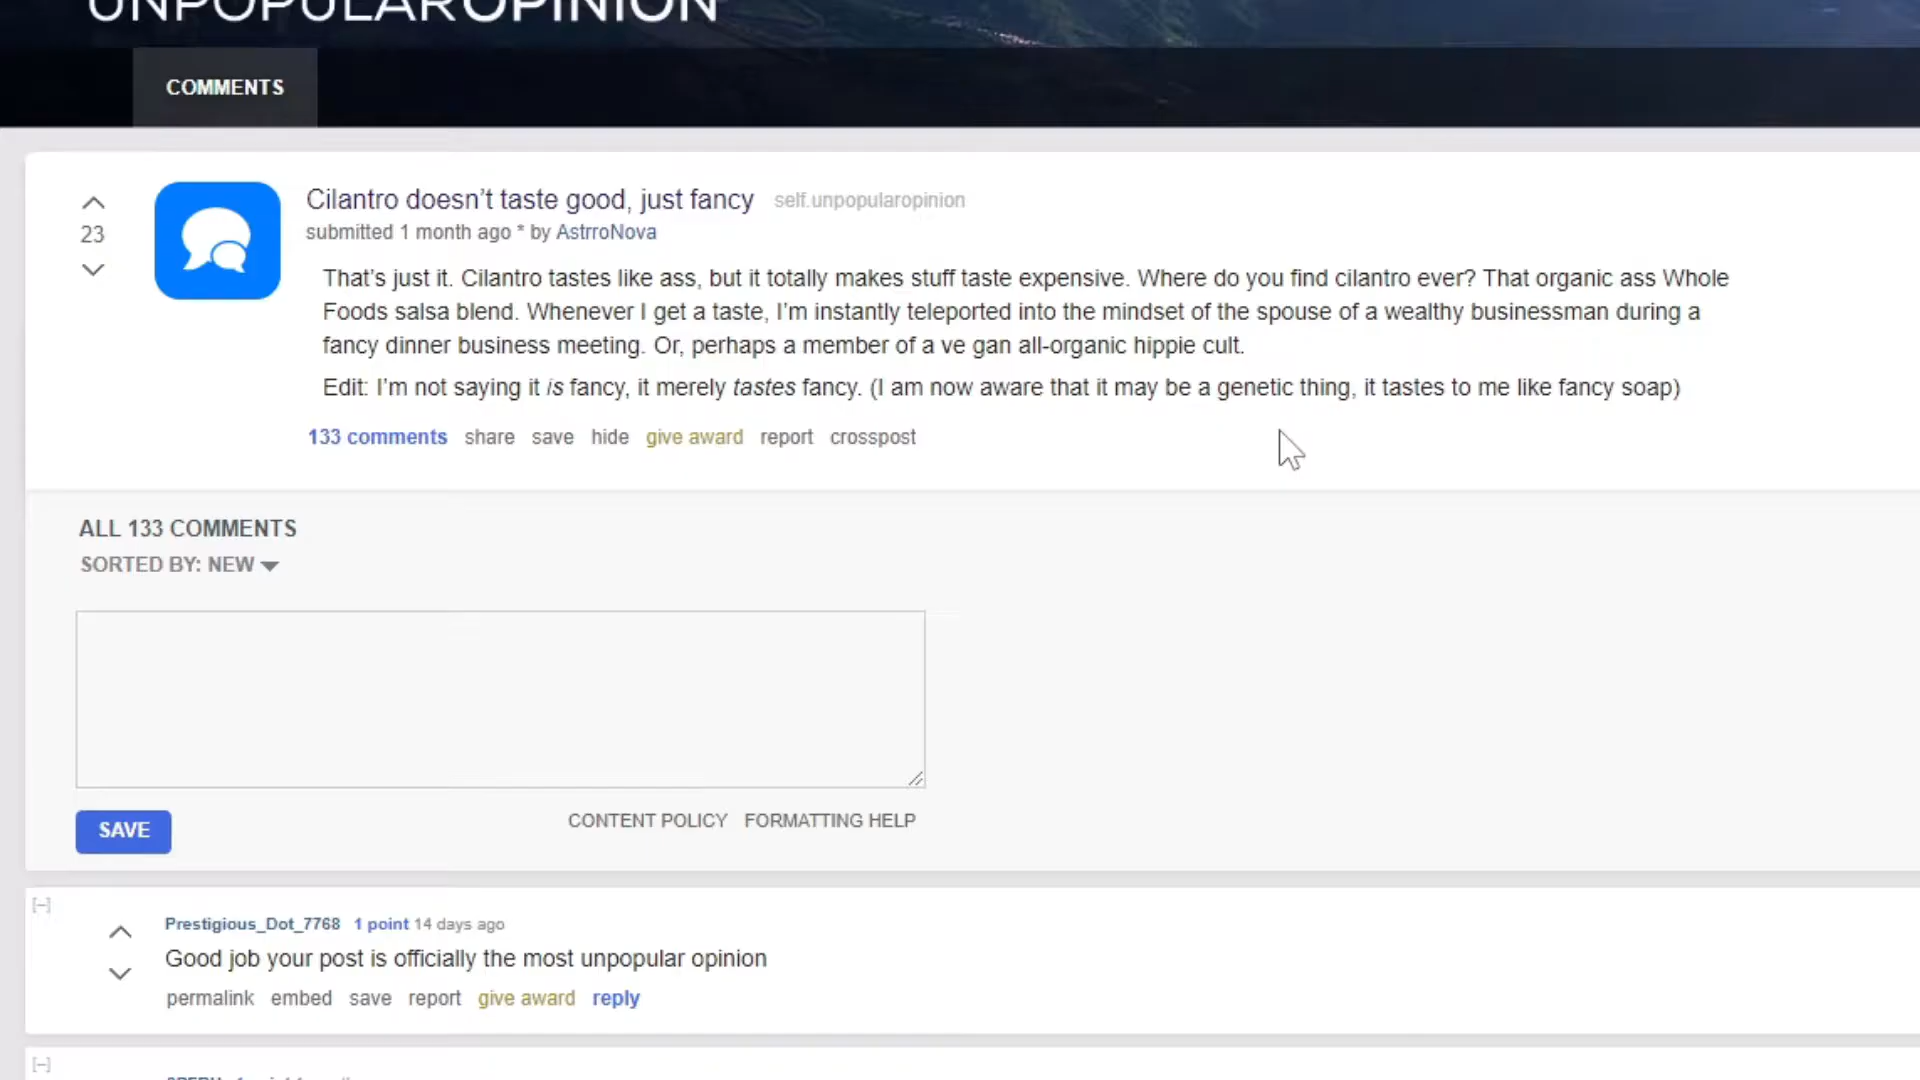 UNPOPULAROPINION
COMMENTS
Cilantro doesn’t taste good, just fancy self.unpopularopinion
23
submitted 1 month ago * by AstrroNova
That’s just it. Cilantro tastes like ass, but it totally makes stuff taste expensive. Where do you find cilantro ever? That organic ass Whole
Foods salsa blend. Whenever I get a taste, I’m instantly teleported into the mindset of the spouse of a wealthy businessman during a
fancy dinner business meeting. Or, perhaps a member of a ve gan all-organic hippie cult.
Edit: I’m not saying it is fancy, it merely tastes fancy. (I am now aware that it may be a genetic thing, it tastes to me like fancy soap)
133 comments share save hide give award report crosspost
ALL 133 COMMENTS
SORTED BY: NEW
SAVE
CONTENT POLICY FORMATTING HELP
[–]
Prestigious_Dot_7768 1 point 14 days ago
Good job your post is officially the most unpopular opinion
permalink embed save report give award reply
[–]